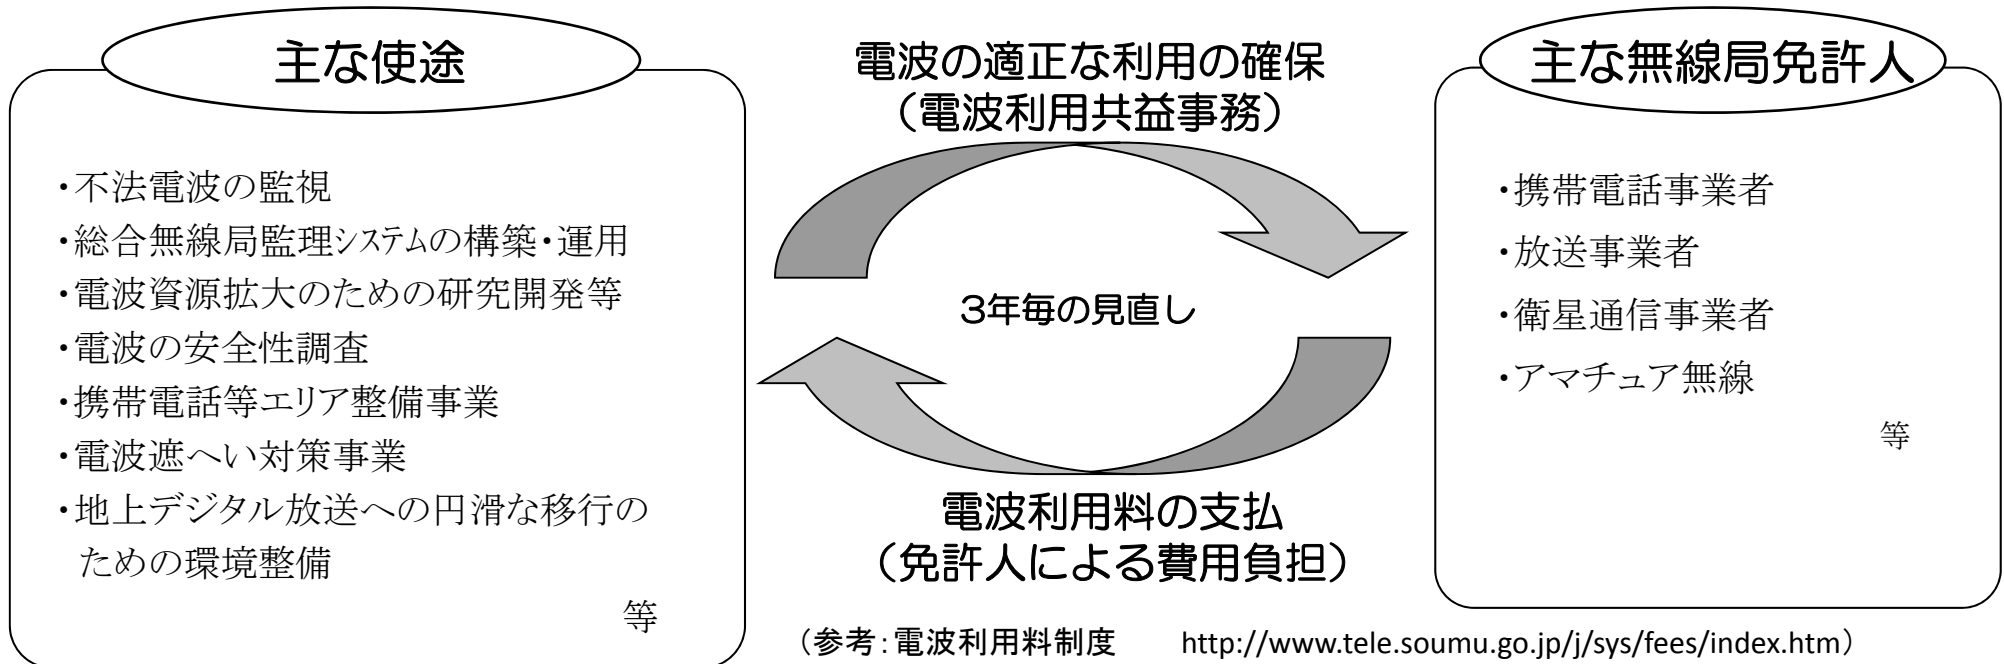 主な使途
・不法電波の監視
・総合無線局監理システムの構築・運用
・電波資源拡大のための研究開発等
・電波の安全性調査
・携帯電話等エリア整備事業
・電波遮へい対策事業
・地上デジタル放送への円滑な移行の
ための環境整備
等
電波の適正な利用の確保
（電波利用共益事務）
3年毎の見直し
電波利用料の支払
（免許人による費用負担）
主な無線局免許人
・携帯電話事業者
・放送事業者
・衛星通信事業者
・アマチュア無線
等
（参考：電波利用料制度　　http://www.tele.soumu.go.jp/j/sys/fees/index.htm）